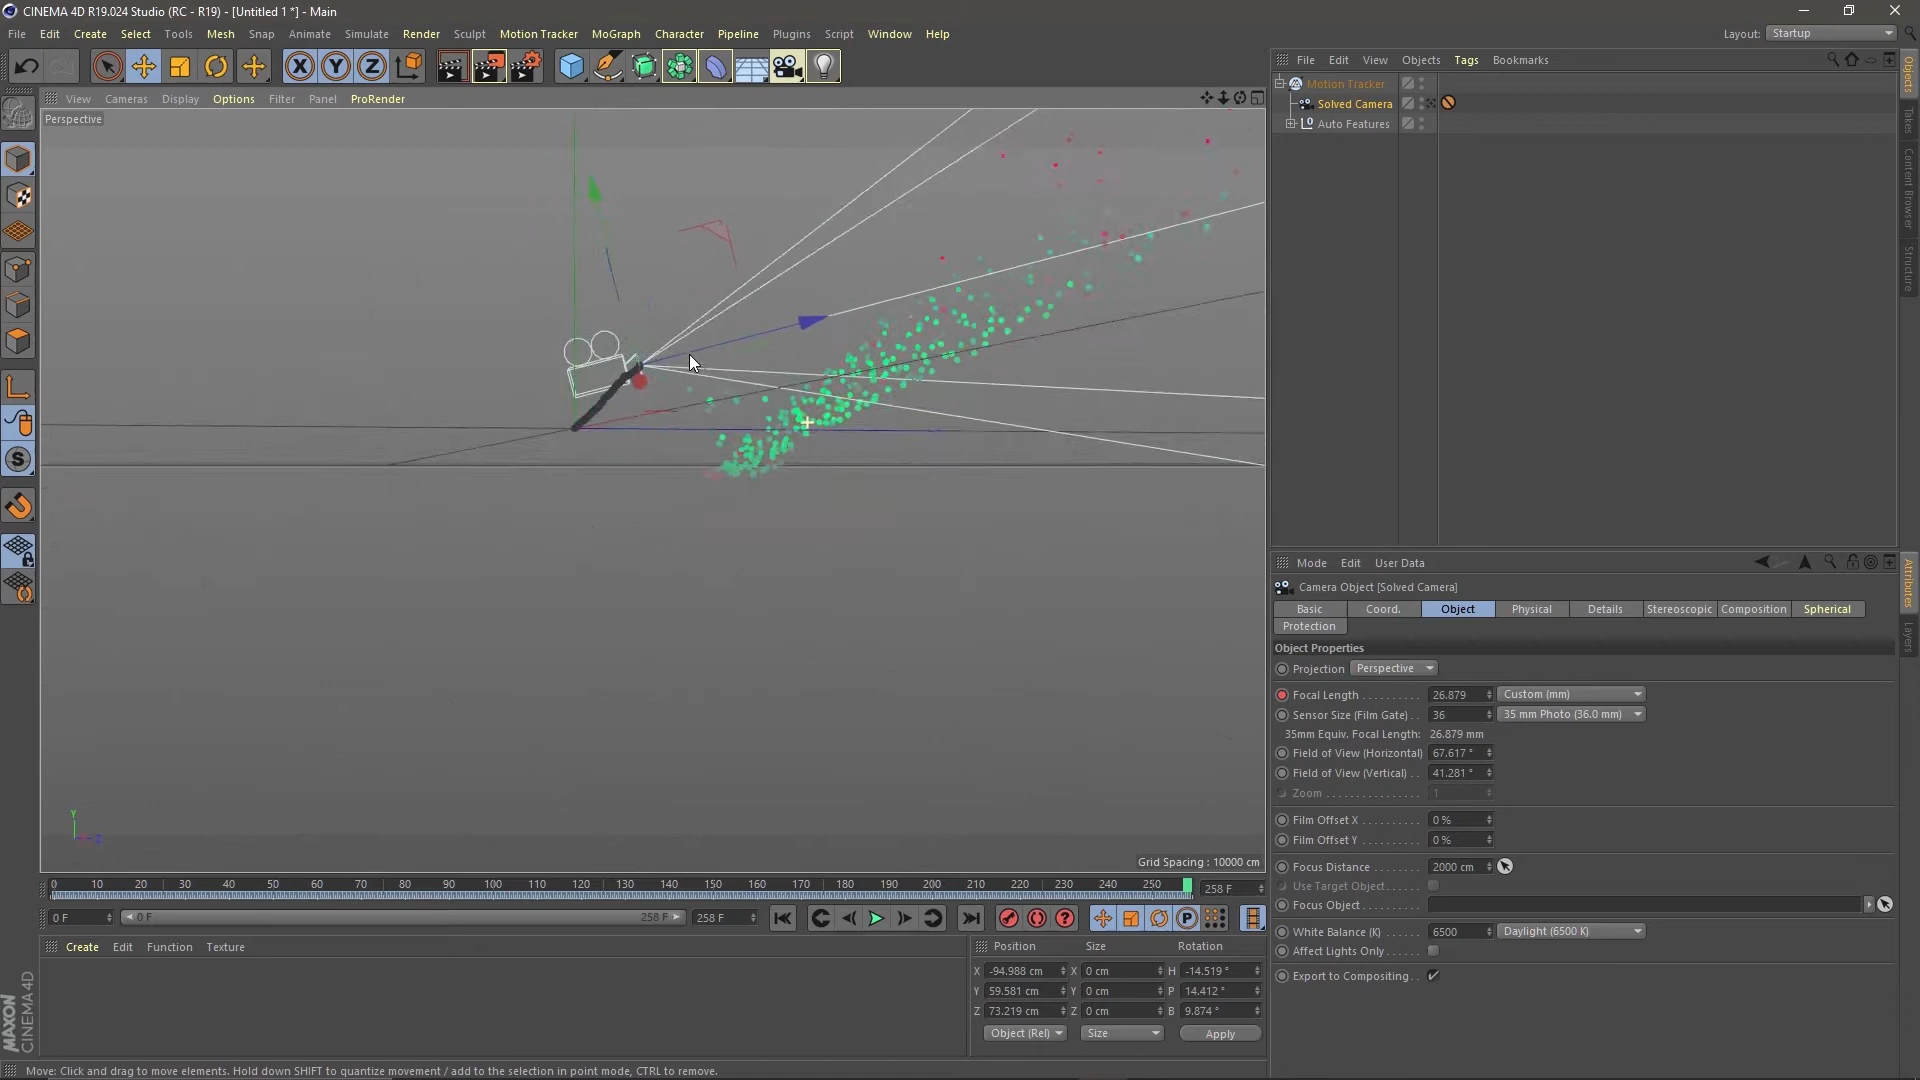 CINEMA 4D R19.024 Studio (RC - R19) - [Untitled 1 *] - Main
File Edit Create Select Tools Mesh Snap Animate Simulate Render Sculpt Motion Tracker MoGraph Character Pipeline Plugins Script Window Help
Layout: Startup
X Y Z
File Edit View Objects Tags Bookmarks
Motion Tracker
Solved Camera
Auto Features
View Cameras Display Options Filter Panel ProRender
Perspective
Y
Z
Grid Spacing : 10000 cm
0 10 20 30 40 50 60 70 80 90 100 110 120 130 140 150 160 170 180 190 200 210 220 230 240 250 258 F
0 F 0 F 258 F 258 F
Create Edit Function Texture
MAXON
CINEMA 4D
Position Size Rotation
X -94.988 cm X 0 cm H -14.519 °
Y 59.581 cm Y 0 cm P 14.412 °
Z 73.219 cm Z 0 cm B 9.874 °
Object (Rel) Size Apply
Mode Edit User Data
Camera Object [Solved Camera]
Basic Coord. Object Physical Details Stereoscopic Composition Spherical
Protection
Object Properties
Projection Perspective
Focal Length . . . . . . . . . . 26.879 Custom (mm)
Sensor Size (Film Gate) . . 36 35 mm Photo (36.0 mm)
35mm Equiv. Focal Length: 26.879 mm
Field of View (Horizontal) 67.617 °
Field of View (Vertical) . . 41.281 °
Zoom . . . . . . . . . . . . . . . . 1
Film Offset X . . . . . . . . . . 0 %
Film Offset Y . . . . . . . . . . 0 %
Focus Distance . . . . . . . . 2000 cm
Use Target Object . . . . . .
Focus Object . . . . . . . . . .
White Balance (K) . . . . . . 6500 Daylight (6500 K)
Affect Lights Only . . . . . .
Export to Compositing . .
Objects
Takes
Content Browser
Structure
Attributes
Layers
Move: Click and drag to move elements. Hold down SHIFT to quantize movement / add to the selection in point mode, CTRL to remove.